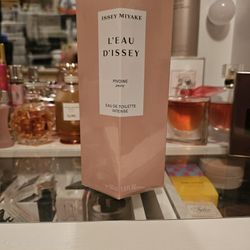 ISSEY MIYAKE
L'EAU
D'ISSEY
PIVOINE
EAU DE TOILETTE
INTENSE